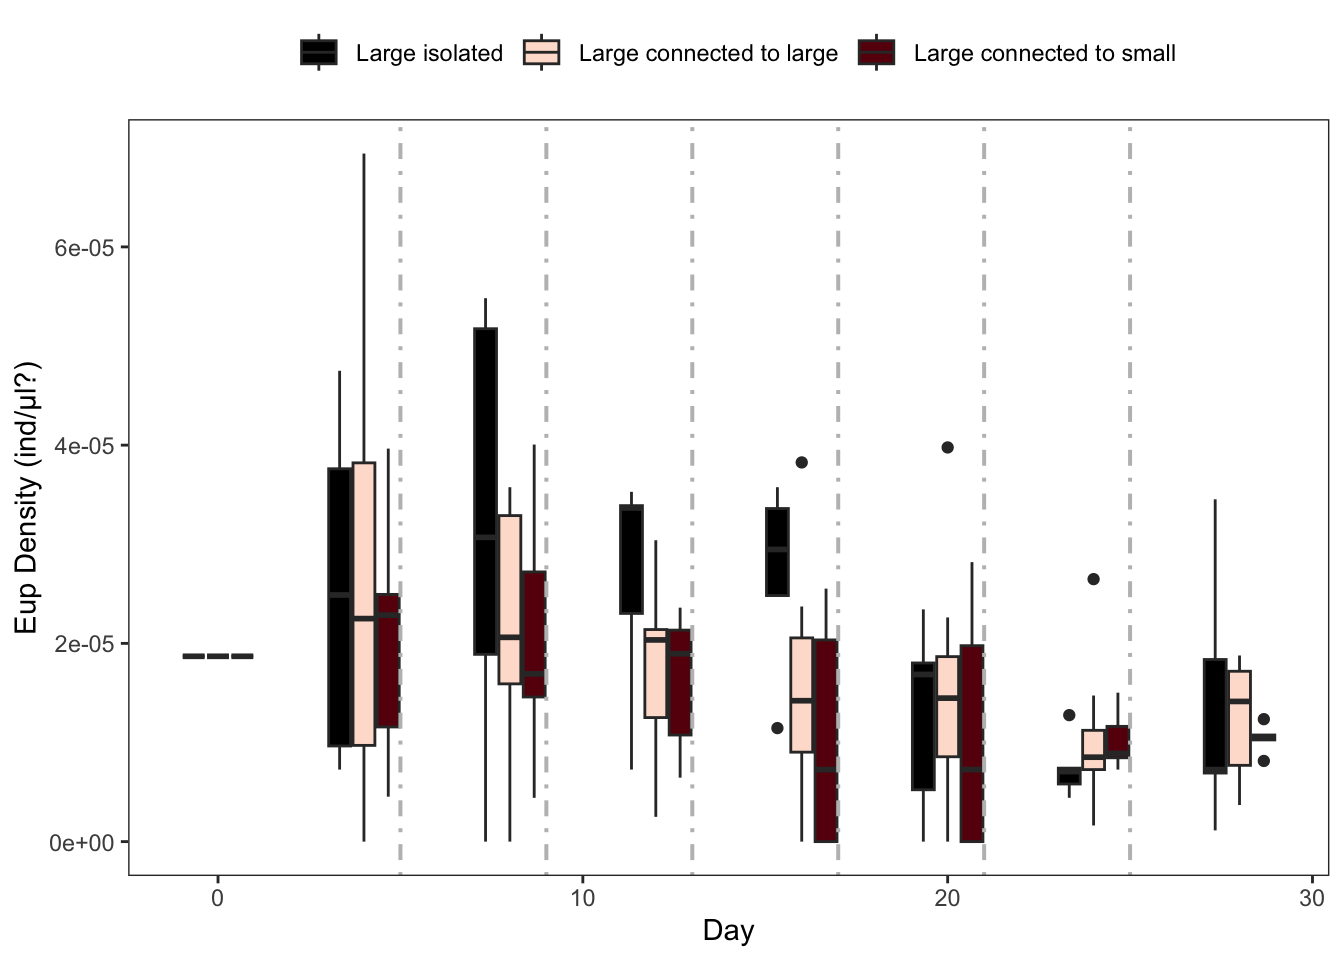 Large isolated Large connected to large Large connected to small
Eup Density (ind/µl?)
6e-05
4e-05
2e-05
0e+00
0 10 20 30
Day